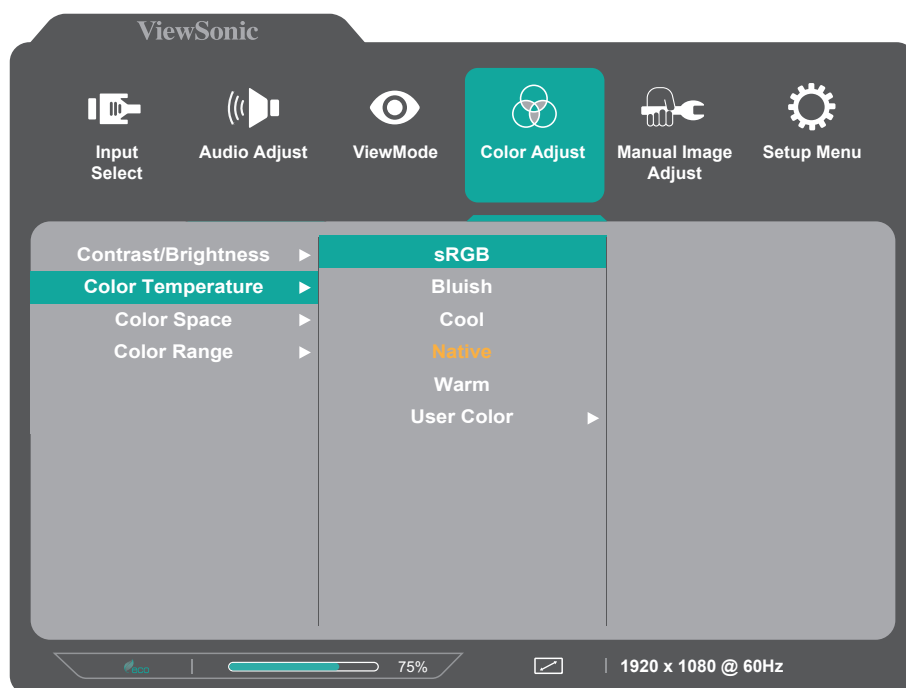 ViewSonic
Input Select
Audio Adjust
ViewMode
Color Adjust
Manual Image Adjust
Setup Menu
Contrast/Brightness
Color Temperature
Color Space
Color Range
sRGB
Bluish
Cool
Native
Warm
User Color
eco
75%
1920 x 1080 @ 60Hz